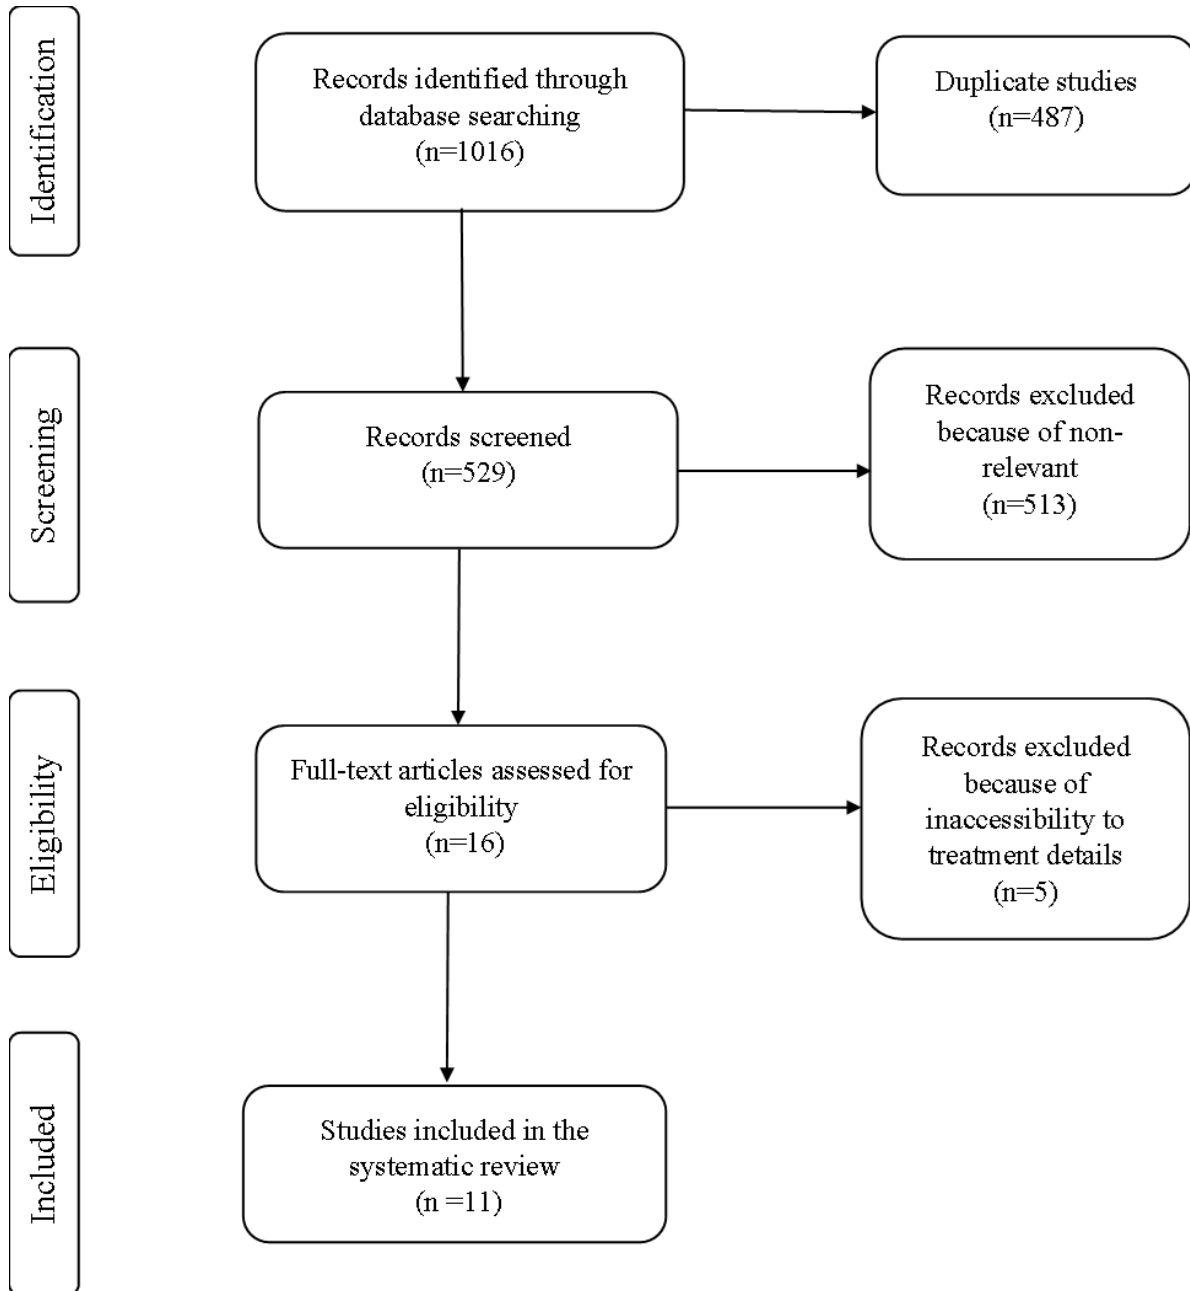 Identification
Records identified through
database searching
(n=1016)
Duplicate studies
(n=487)
Screening
Records screened
(n=529)
Records excluded
because of non-
relevant
(n=513)
Eligibility
Full-text articles assessed for
eligibility
(n=16)
Records excluded
because of
inaccessibility to
treatment details
(n=5)
Included
Studies included in the
systematic review
(n =11)